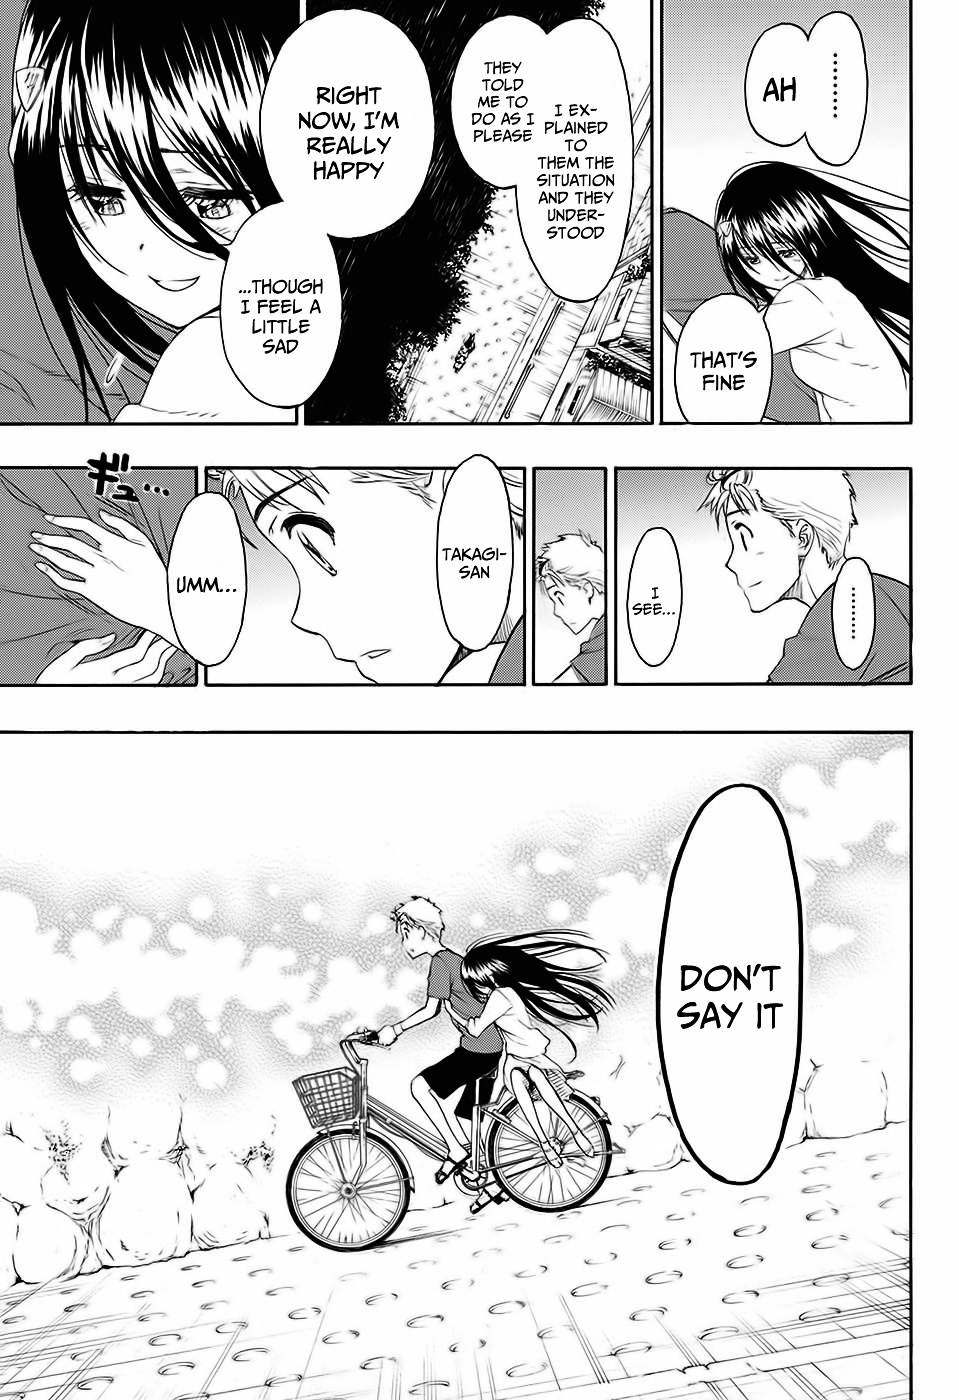 .........
AH
THAT'S
FINE
I EX-
PLAINED
TO
THEM THE
SITUATION
AND THEY
UNDER-
STOOD
THEY
TOLD
ME TO
DO AS I
PLEASE
RIGHT
NOW, I'M
REALLY
HAPPY
...THOUGH
I FEEL A
LITTLE
SAD
.........
I
SEE...
TAKAGI-
SAN
UMM...
ギュ...
DON'T
SAY IT